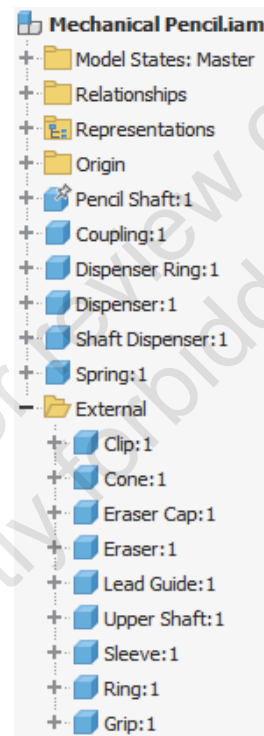 Mechanical Pencil.iam
Model States: Master
Relationships
Representations
Origin
Pencil Shaft:1
Coupling:1
Dispenser Ring:1
Dispenser:1
Shaft Dispenser:1
Spring:1
External
Clip:1
Cone:1
Eraser Cap:1
Eraser:1
Lead Guide:1
Upper Shaft:1
Sleeve:1
Ring:1
Grip:1